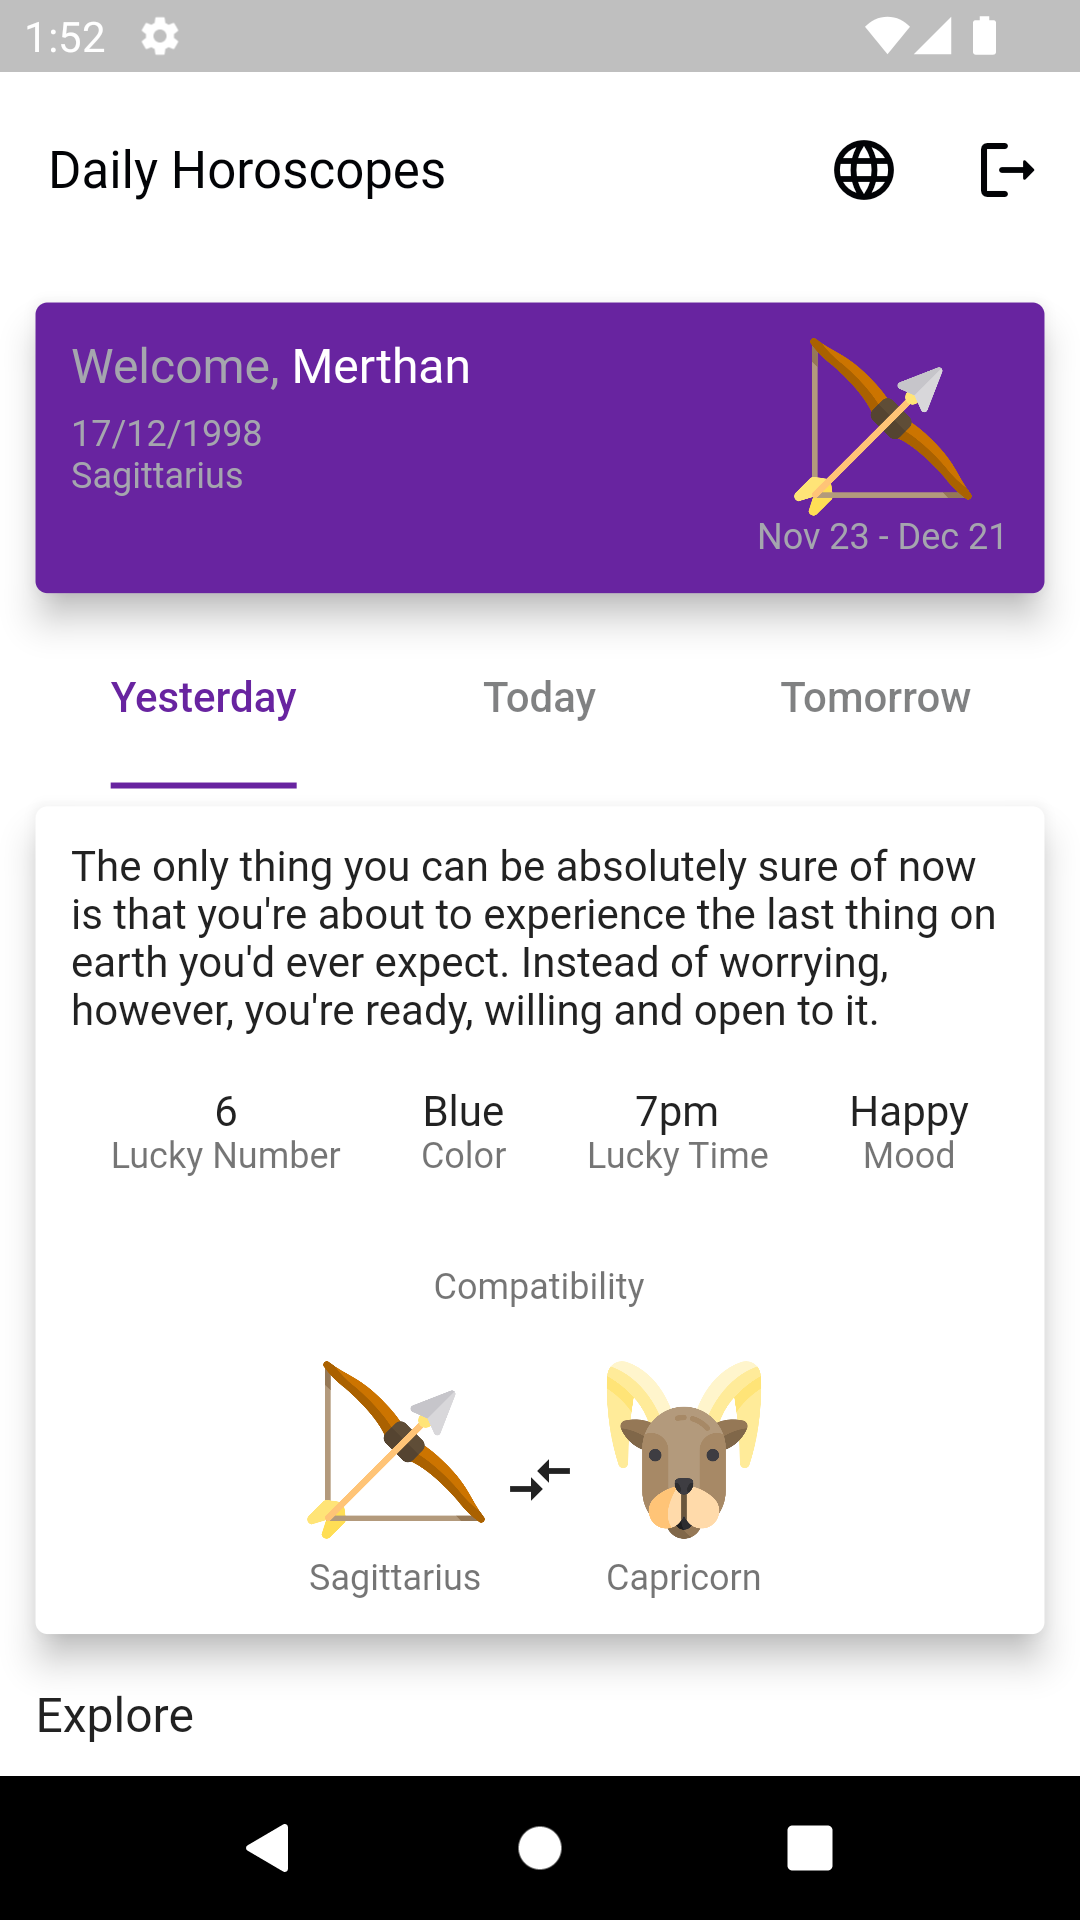 1:52
Daily Horoscopes
Welcome, Merthan
17/12/1998
Sagittarius
Nov 23 - Dec 21
Yesterday Today Tomorrow
The only thing you can be absolutely sure of now
is that you're about to experience the last thing on
earth you'd ever expect. Instead of worrying,
however, you're ready, willing and open to it.
6 Blue 7pm Happy
Lucky Number Color Lucky Time Mood
Compatibility
Sagittarius Capricorn
Explore